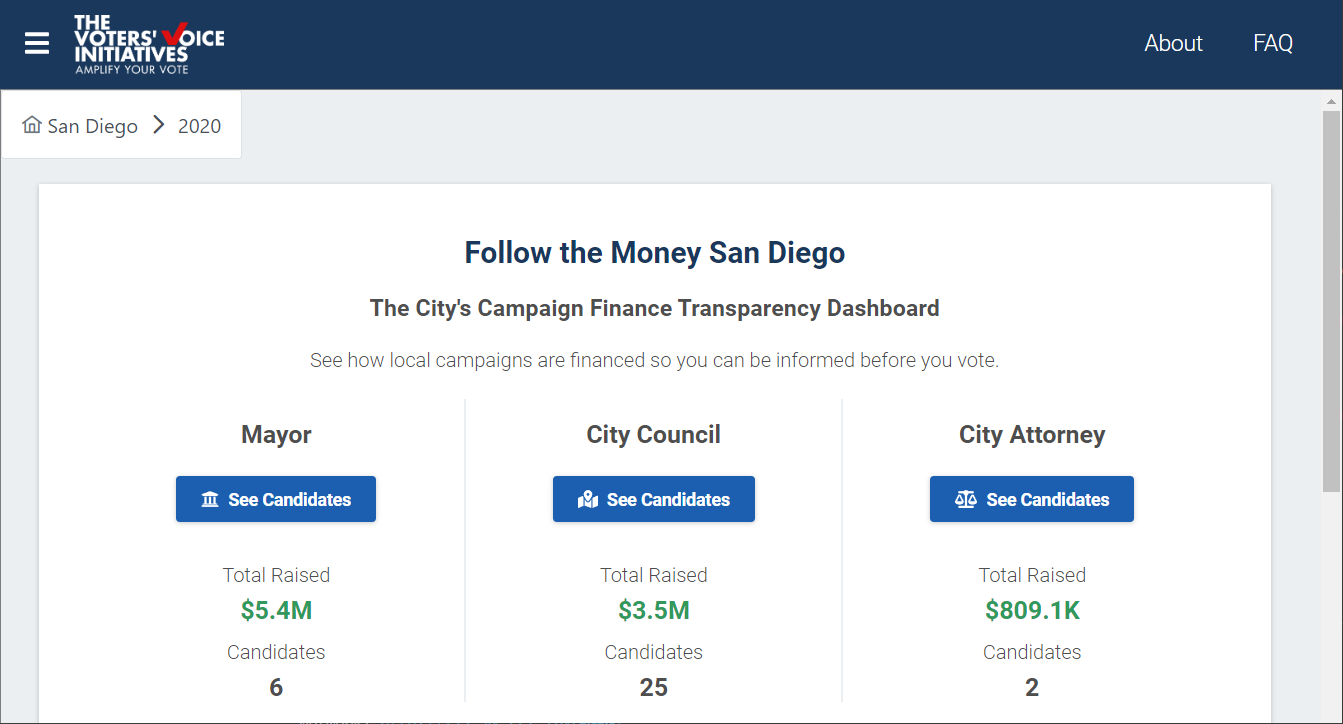 THE
VOTERS' VOICE
INITIATIVES
AMPLIFY YOUR VOTE
About
FAQ
San Diego
2020
Follow the Money San Diego
The City's Campaign Finance Transparency Dashboard
See how local campaigns are financed so you can be informed before you vote.
Mayor
See Candidates
Total Raised
$5.4M
Candidates
6
City Council
See Candidates
Total Raised
$3.5M
Candidates
25
City Attorney
See Candidates
Total Raised
$809.1K
Candidates
2